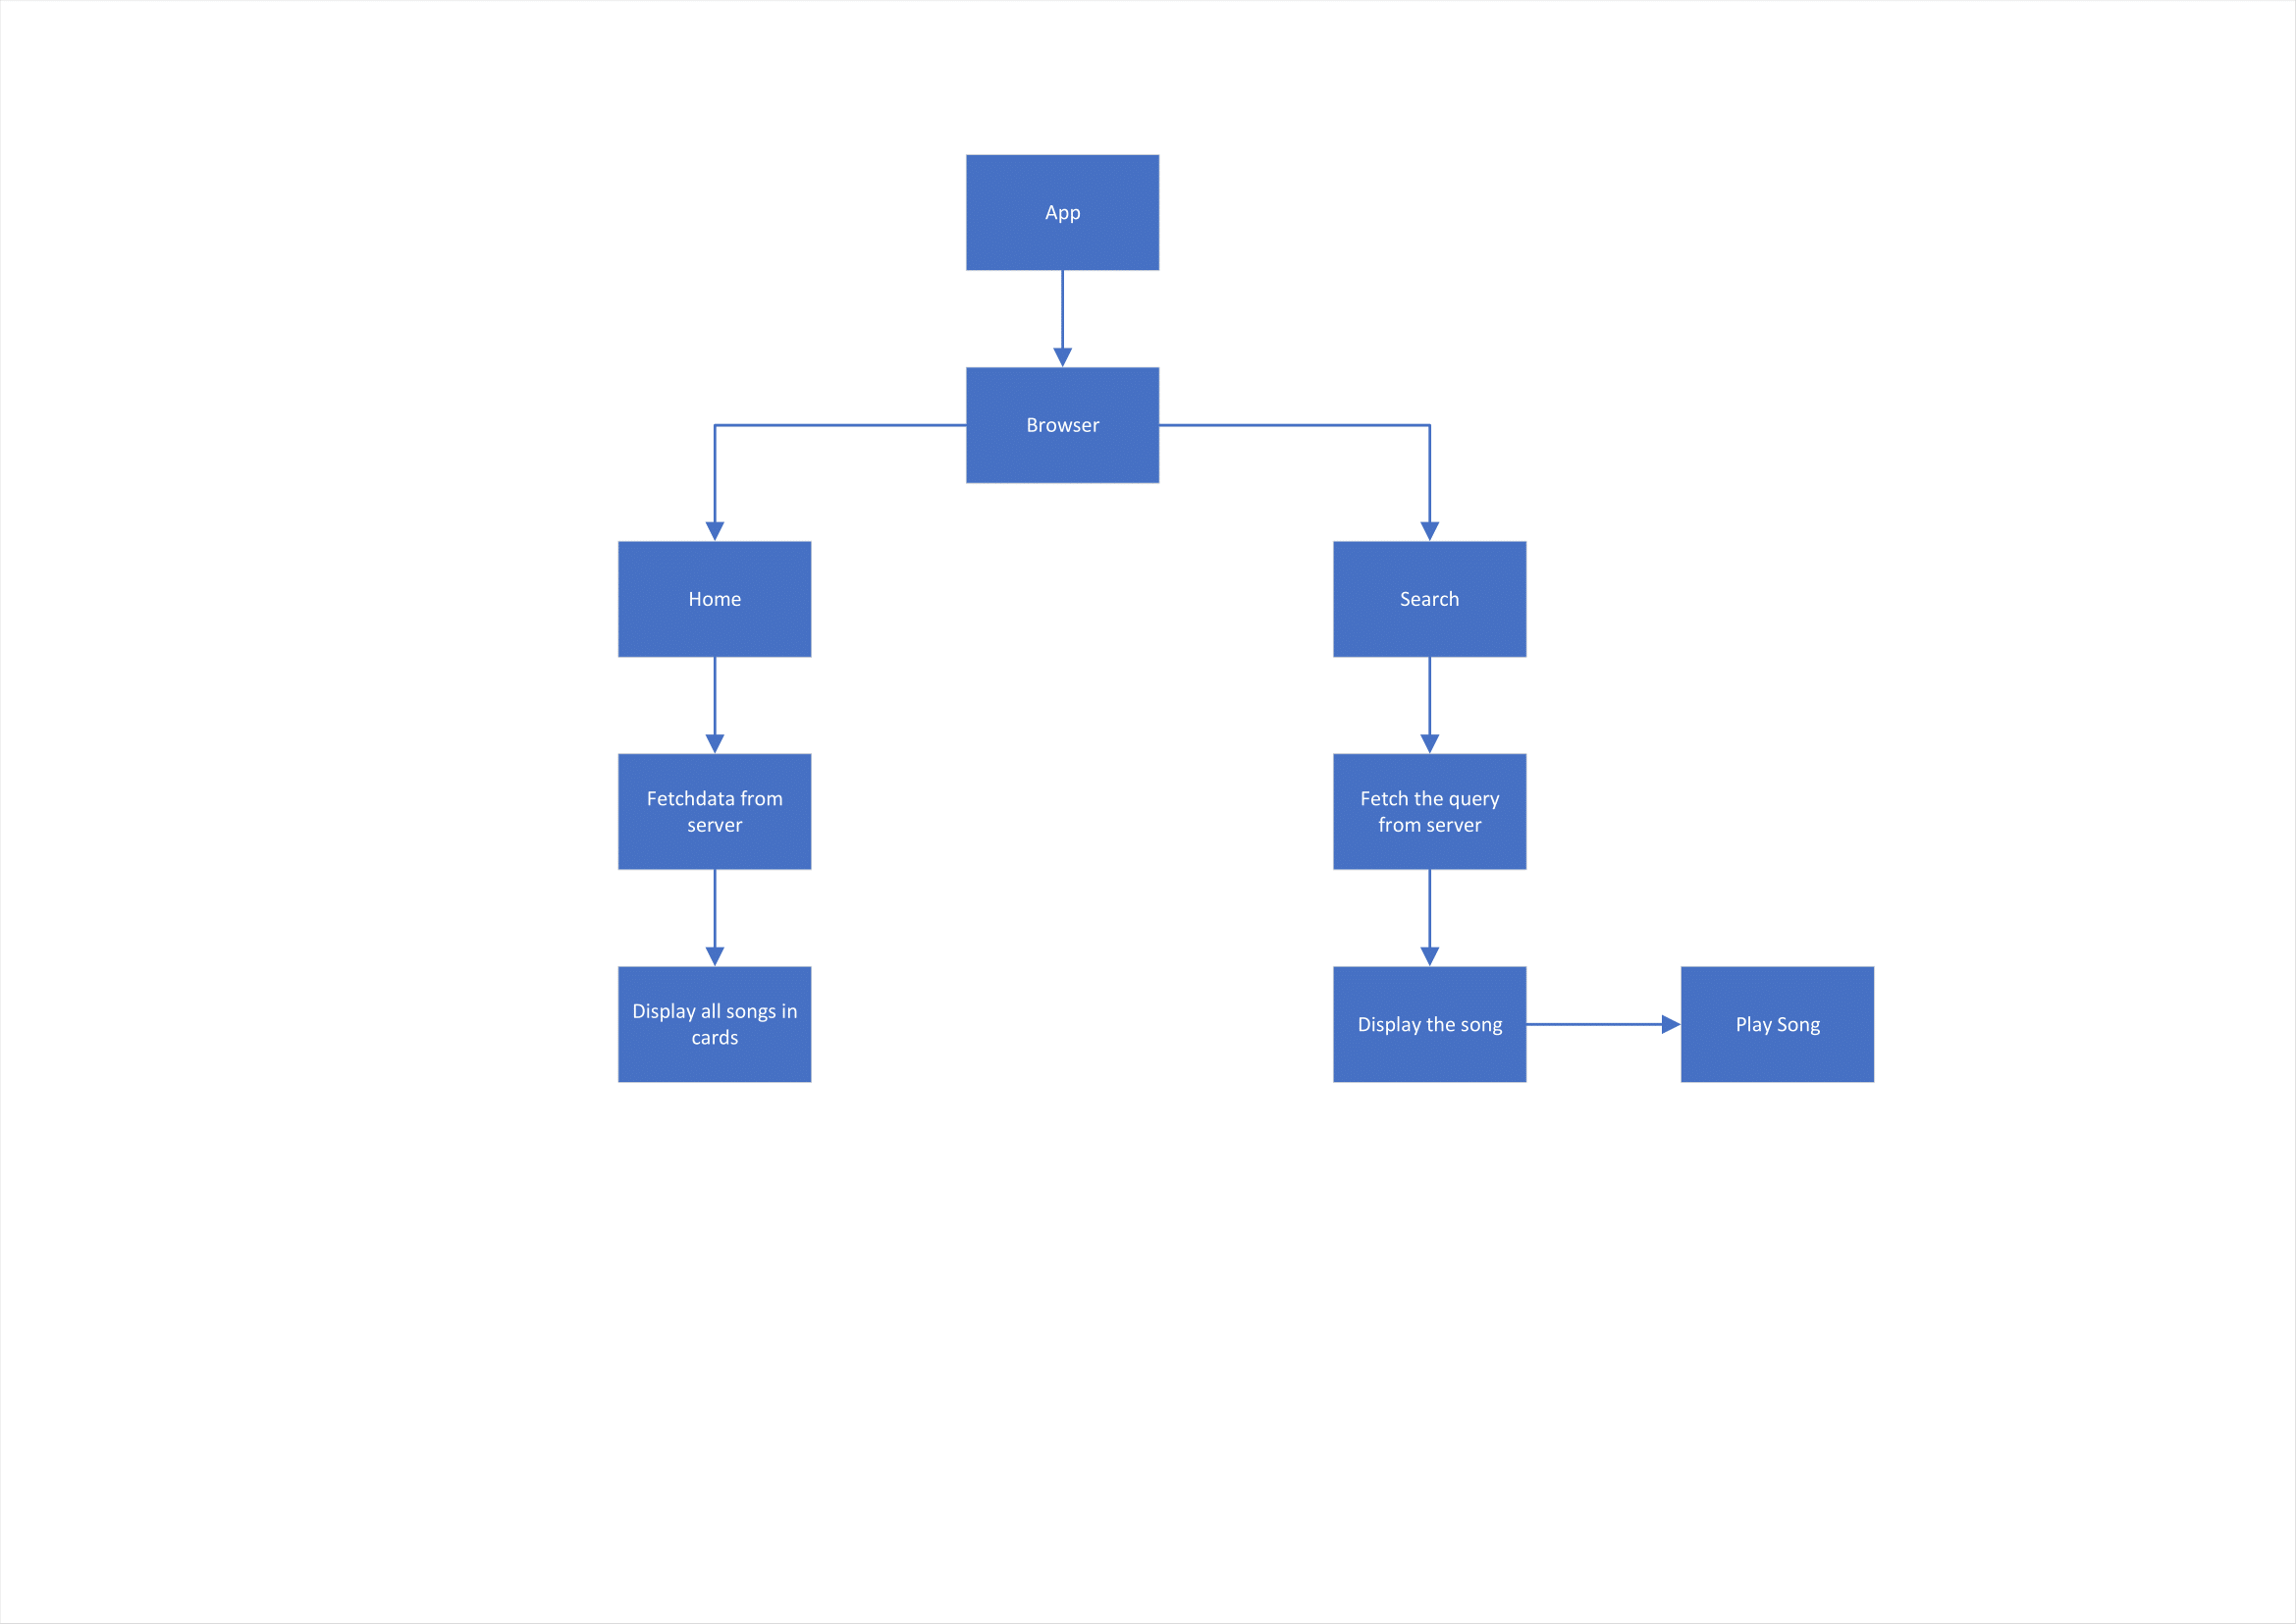 App
Browser
Home
Search
Fetchdata from
server
Fetch the query
from server
Display all songs in
cards
Display the song
Play Song